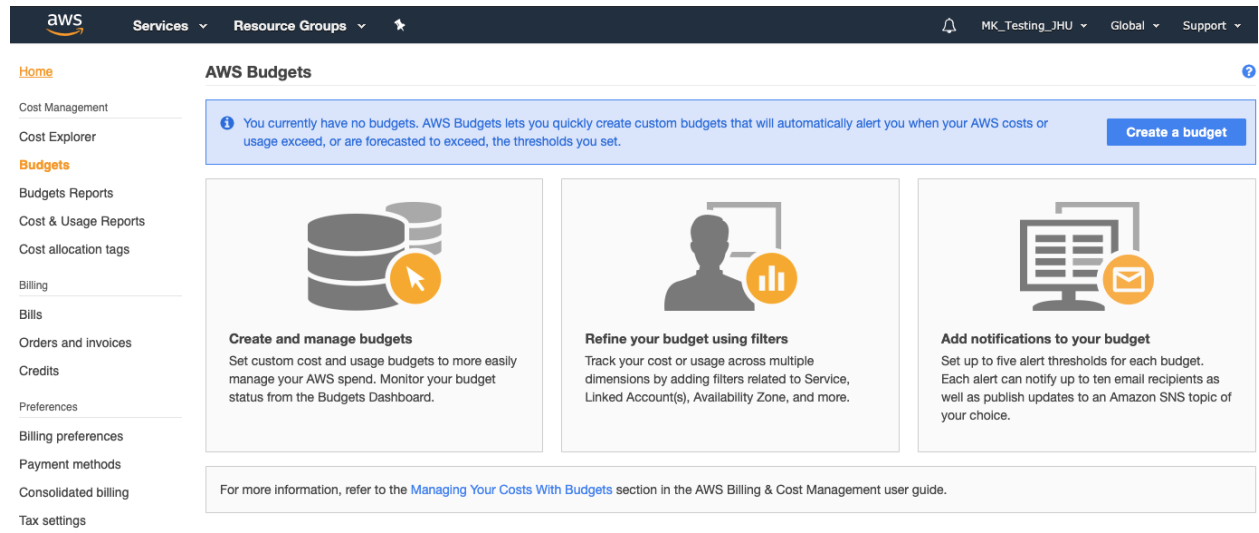 aws Services Resource Groups MK_Testing_JHU Global Support
Home
Cost Management
Cost Explorer
Budgets
Budgets Reports
Cost & Usage Reports
Cost allocation tags
Billing
Bills
Orders and invoices
Credits
Preferences
Billing preferences
Payment methods
Consolidated billing
Tax settings
AWS Budgets
?
i
You currently have no budgets. AWS Budgets lets you quickly create custom budgets that will automatically alert you when your AWS costs or
usage exceed, or are forecasted to exceed, the thresholds you set.
Create a budget
Create and manage budgets
Set custom cost and usage budgets to more easily
manage your AWS spend. Monitor your budget
status from the Budgets Dashboard.
Refine your budget using filters
Track your cost or usage across multiple
dimensions by adding filters related to Service,
Linked Account(s), Availability Zone, and more.
Add notifications to your budget
Set up to five alert thresholds for each budget.
Each alert can notify up to ten email recipients as
well as publish updates to an Amazon SNS topic of
your choice.
For more information, refer to the Managing Your Costs With Budgets section in the AWS Billing & Cost Management user guide.